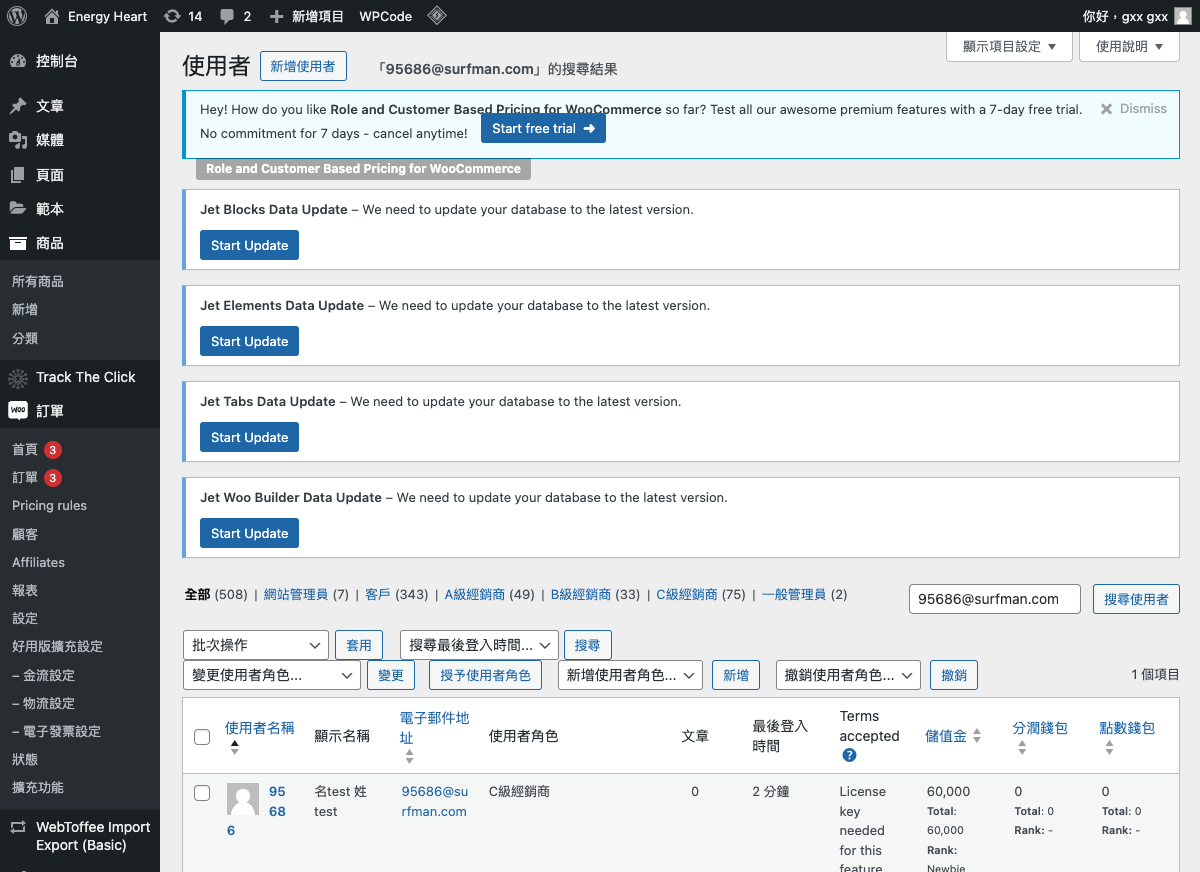 Energy Heart 14 2 新增項目 WPCode 你好，gxx gxx
控制台
文章
媒體
頁面
範本
商品
所有商品
新增
分類
Track The Click
Woo 訂單
首頁 3
訂單 3
Pricing rules
顧客
Affiliates
報表
設定
好用版擴充設定
– 金流設定
– 物流設定
– 電子發票設定
狀態
擴充功能
WebToffee Import
Export (Basic)
顯示項目設定 使用說明
使用者 新增使用者 「95686@surfman.com」的搜尋結果
Hey! How do you like Role and Customer Based Pricing for WooCommerce so far? Test all our awesome premium features with a 7-day free trial. Dismiss
No commitment for 7 days - cancel anytime! Start free trial ➜
Role and Customer Based Pricing for WooCommerce
Jet Blocks Data Update – We need to update your database to the latest version.
Start Update
Jet Elements Data Update – We need to update your database to the latest version.
Start Update
Jet Tabs Data Update – We need to update your database to the latest version.
Start Update
Jet Woo Builder Data Update – We need to update your database to the latest version.
Start Update
全部 (508) | 網站管理員 (7) | 客戶 (343) | A級經銷商 (49) | B級經銷商 (33) | C級經銷商 (75) | 一般管理員 (2)
95686@surfman.com 搜尋使用者
批次操作 套用 搜尋最後登入時間... 搜尋
變更使用者角色... 變更 授予使用者角色 新增使用者角色... 新增 撤銷使用者角色... 撤銷 1 個項目
使用者名稱 顯示名稱 電子郵件地址 使用者角色 文章 最後登入時間 Terms accepted ? 儲值金 分潤錢包 點數錢包
95686
名test 姓
test
95686@su
rfman.com
C級經銷商
0
2 分鐘
License
key
needed
for this
feature
60,000
Total:
60,000
Rank:
Newbie
0
Total: 0
Rank: -
0
Total: 0
Rank: -